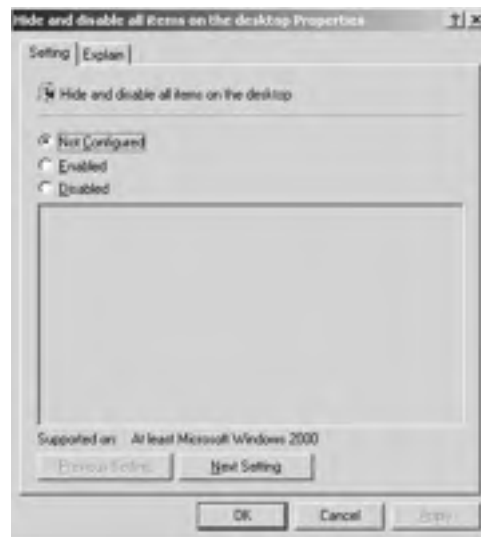 Hide and disable all items on the desktop Properties
Setting Explain
Hide and disable all items on the desktop
Not Configured
Enabled
Disabled
Supported on: At least Microsoft Windows 2000
Previous Setting Next Setting
OK Cancel Apply